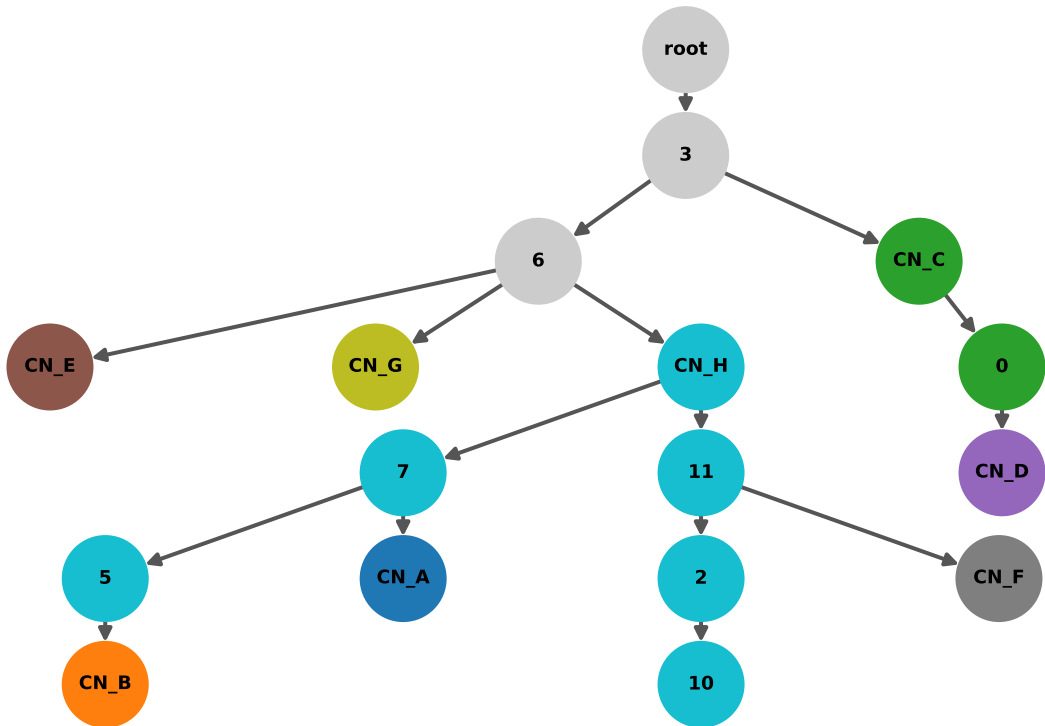 root
3
6
CN_C
CN_E
CN_G
CN_H
0
7
11
CN_D
5
CN_A
2
CN_F
CN_B
10